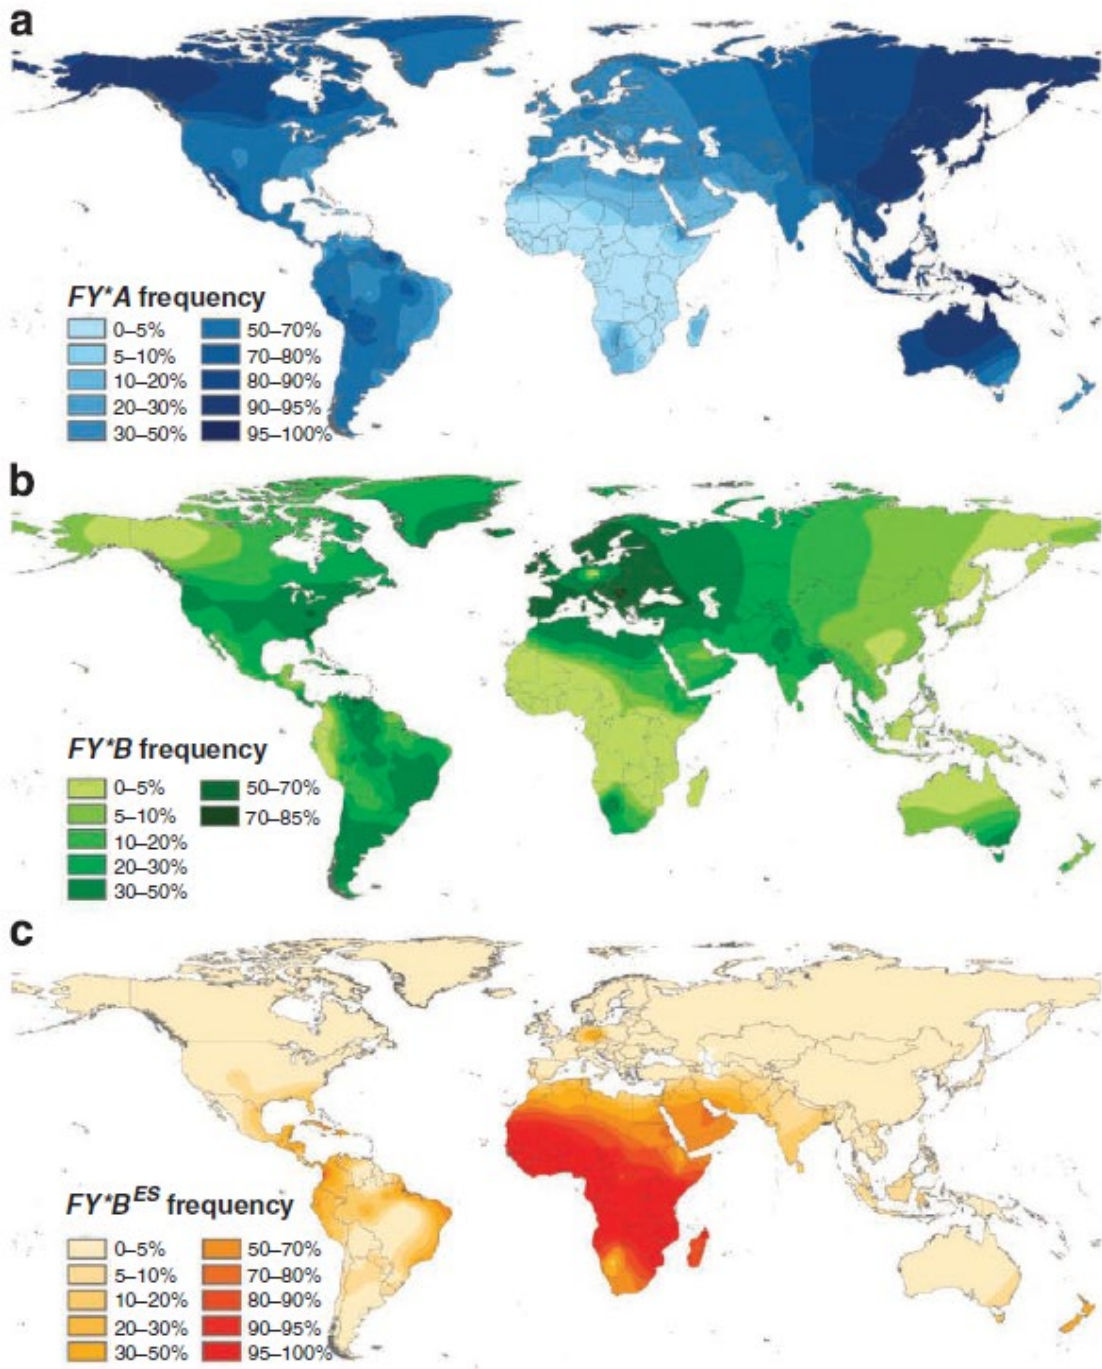 a
FY*A frequency
0–5% 50–70%
5–10% 70–80%
10–20% 80–90%
20–30% 90–95%
30–50% 95–100%
b
FY*B frequency
0–5% 50–70%
5–10% 70–85%
10–20%
20–30%
30–50%
c
FY*B^ES frequency
0–5% 50–70%
5–10% 70–80%
10–20% 80–90%
20–30% 90–95%
30–50% 95–100%